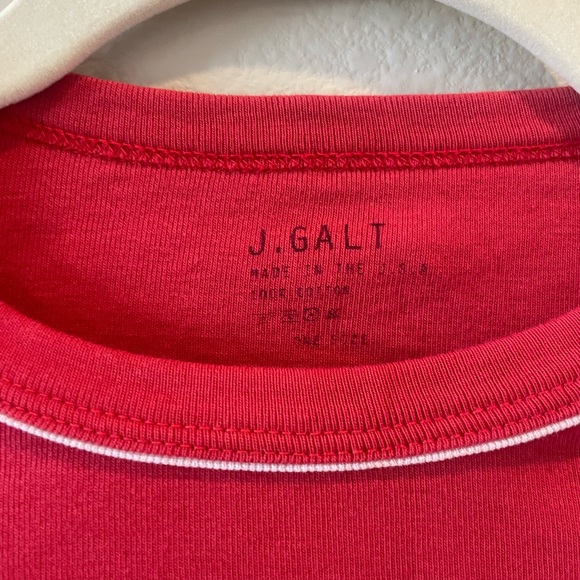 J.GALT
MADE IN THE U.S.A
100% COTTON
ONE SIZE